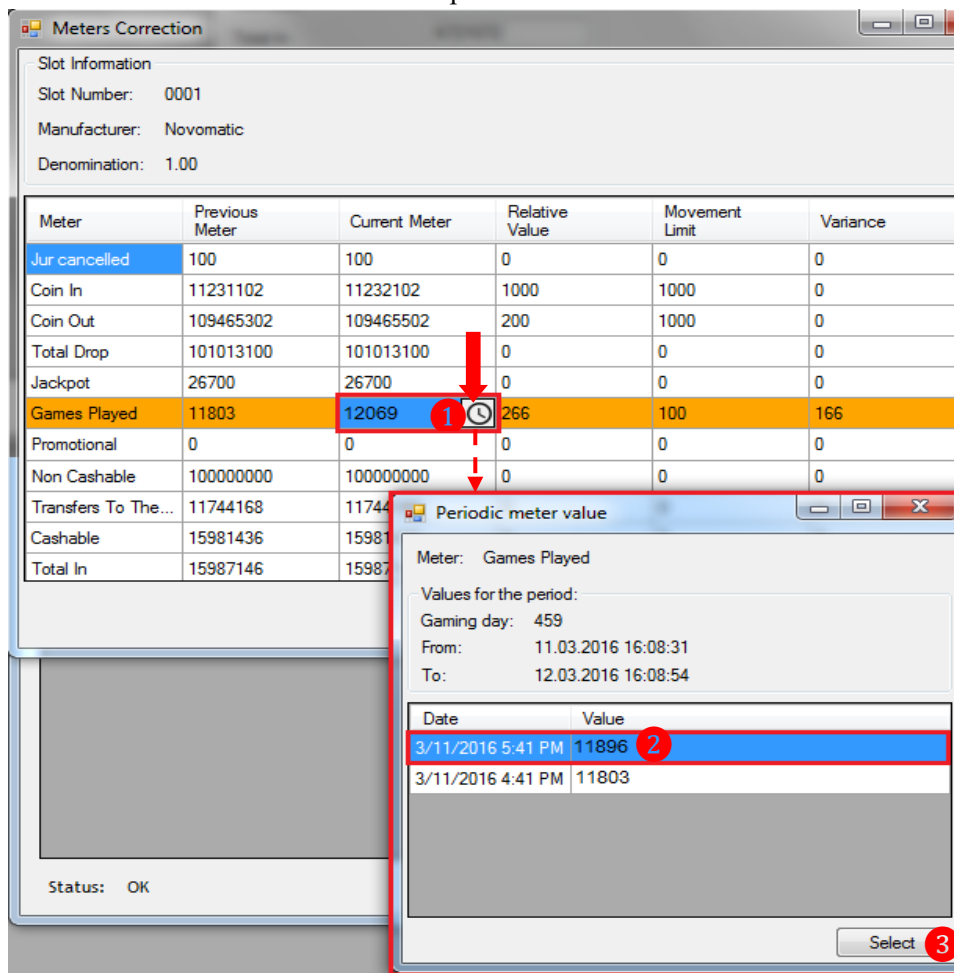 Meters Correction
Slot Information
Slot Number: 0001
Manufacturer: Novomatic
Denomination: 1.00
Meter Previous Meter Current Meter Relative Value Movement Limit Variance
Jur cancelled 100 100 0 0 0
Coin In 11231102 11232102 1000 1000 0
Coin Out 109465302 109465502 200 1000 0
Total Drop 101013100 101013100 0 0 0
Jackpot 26700 26700 0 0 0
Games Played 11803 12069 1 266 100 166
Promotional 0 0 0 0 0
Non Cashable 100000000 100000000 0 0 0
Transfers To The... 11744168 11744
Cashable 15981436 15981
Total In 15987146 15987
Periodic meter value
Meter: Games Played
Values for the period:
Gaming day: 459
From: 11.03.2016 16:08:31
To: 12.03.2016 16:08:54
Date Value
3/11/2016 5:41 PM 11896 2
3/11/2016 4:41 PM 11803
Select 3
Status: OK